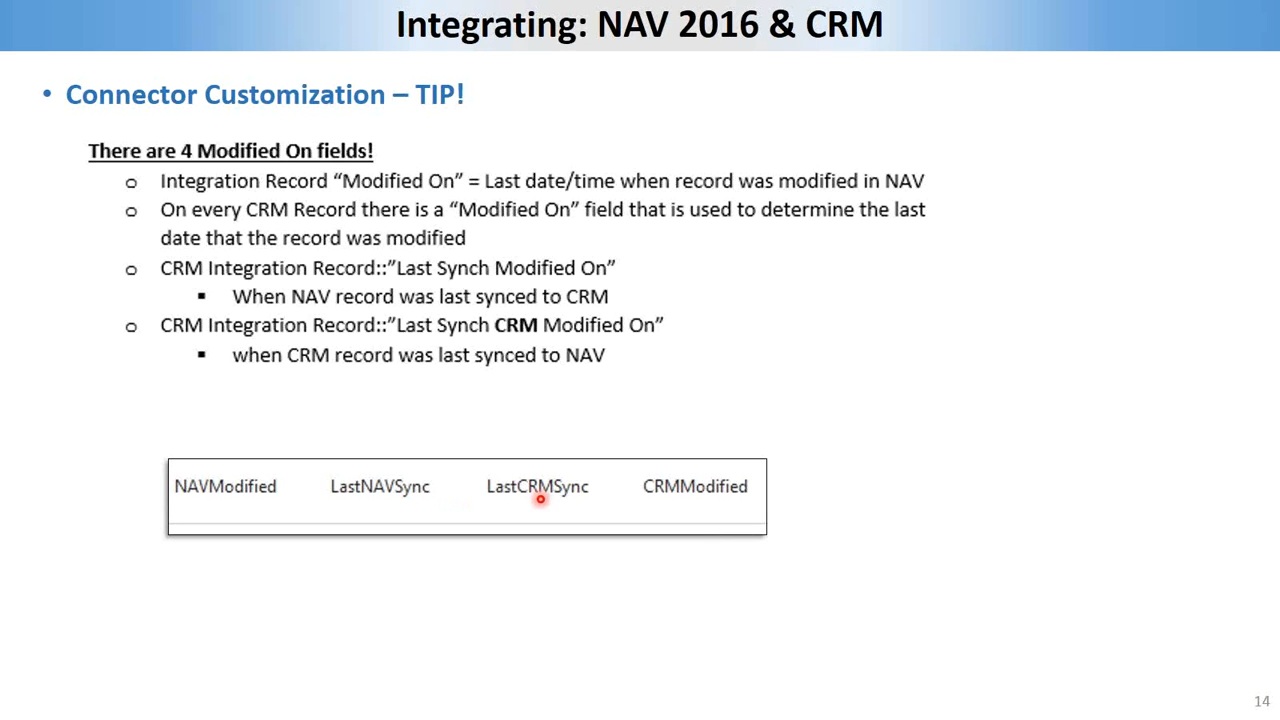 Integrating: NAV 2016 & CRM
• Connector Customization – TIP!
There are 4 Modified On fields!
o Integration Record “Modified On” = Last date/time when record was modified in NAV
o On every CRM Record there is a “Modified On” field that is used to determine the last
date that the record was modified
o CRM Integration Record::”Last Synch Modified On”
▪ When NAV record was last synced to CRM
o CRM Integration Record::”Last Synch CRM Modified On”
▪ when CRM record was last synced to NAV
NAVModified LastNAVSync LastCRMSync CRMModified
14